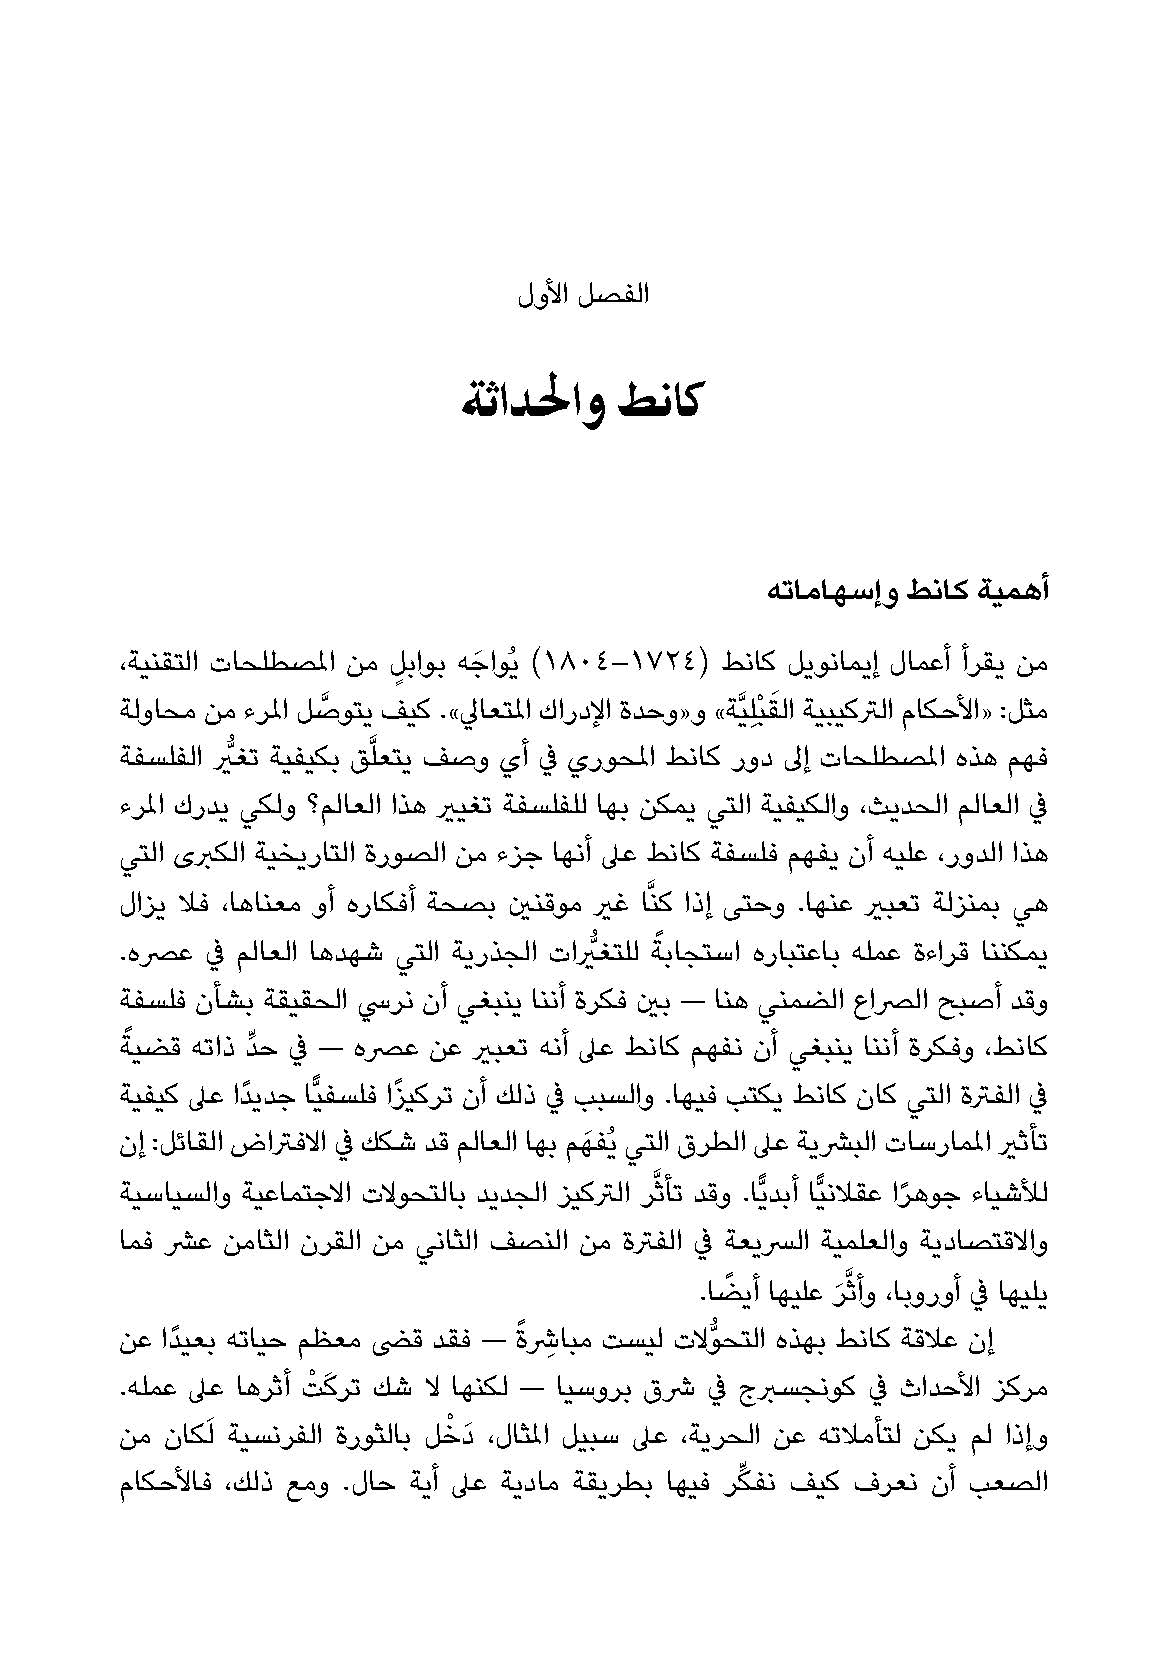 الفصل الأول
كانط والحداثة
أهمية كانط وإسهاماته
من يقرأ أعمال إيمانويل كانط (١٧٢٤–١٨٠٤) يُواجَه بوابلٍ من المصطلحات التقنية،
مثل: «الأحكام التركيبية القَبْلِيَّة» و«وحدة الإدراك المتعالي». كيف يتوصَّل المرء من محاولة
فهم هذه المصطلحات إلى دور كانط المحوري في أي وصف يتعلَّق بكيفية تغيُّر الفلسفة
في العالم الحديث، والكيفية التي يمكن بها للفلسفة تغيير هذا العالم؟ ولكي يدرك المرء
هذا الدور، عليه أن يفهم فلسفة كانط على أنها جزء من الصورة التاريخية الكبرى التي
هي بمنزلة تعبير عنها. وحتى إذا كنَّا غير موقنين بصحة أفكاره أو معناها، فلا يزال
يمكننا قراءة عمله باعتباره استجابةً للتغيُّرات الجذرية التي شهدها العالم في عصره.
وقد أصبح الصراع الضمني هنا — بين فكرة أننا ينبغي أن نرسي الحقيقة بشأن فلسفة
كانط، وفكرة أننا ينبغي أن نفهم كانط على أنه تعبير عن عصره — في حدِّ ذاته قضيةً
في الفترة التي كان كانط يكتب فيها. والسبب في ذلك أن تركيزًا فلسفيًّا جديدًا على كيفية
تأثير الممارسات البشرية على الطرق التي يُفهَم بها العالم قد شكك في الافتراض القائل: إن
للأشياء جوهرًا عقلانيًّا أبديًّا. وقد تأثَّر التركيز الجديد بالتحولات الاجتماعية والسياسية
والاقتصادية والعلمية السريعة في الفترة من النصف الثاني من القرن الثامن عشر فما
يليها في أوروبا، وأثَّرَ عليها أيضًا.
إن علاقة كانط بهذه التحوُّلات ليست مباشِرةً — فقد قضى معظم حياته بعيدًا عن
مركز الأحداث في كونجسبرج في شرق بروسيا — لكنها لا شك تركَتْ أثرها على عمله.
وإذا لم يكن لتأملاته عن الحرية، على سبيل المثال، دَخْل بالثورة الفرنسية لَكان من
الصعب أن نعرف كيف نفكِّر فيها بطريقة مادية على أية حال. ومع ذلك، فالأحكام